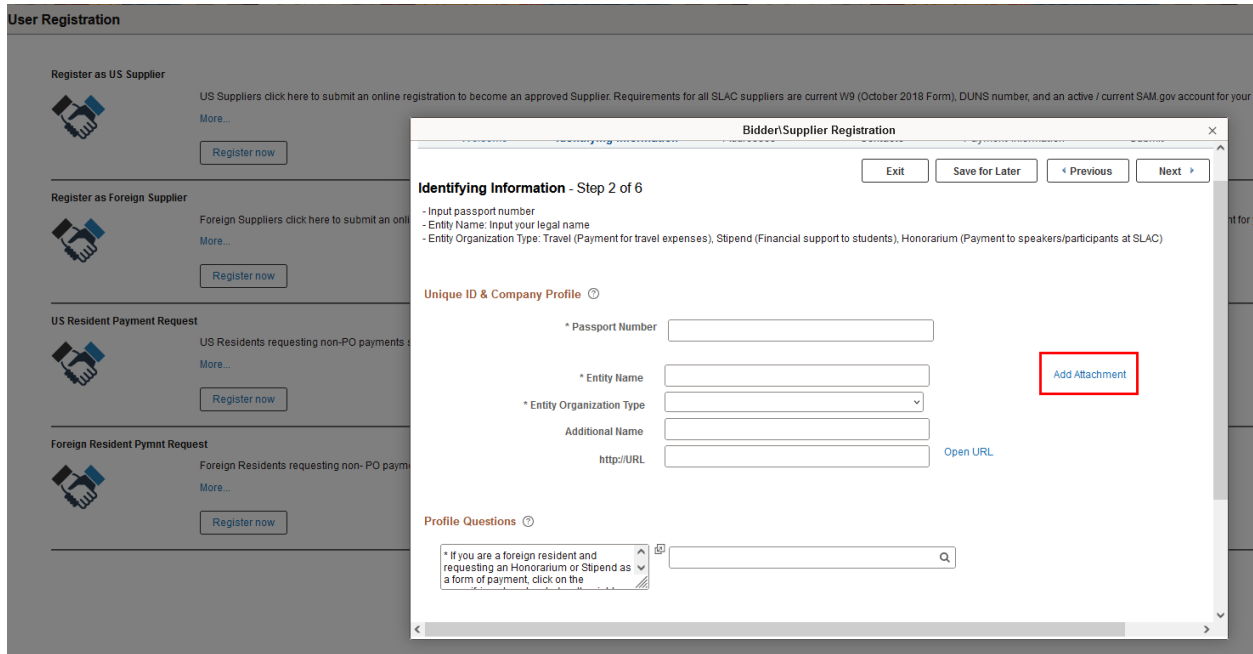 User Registration
Register as US Supplier
US Suppliers click here to submit an online registration to become an approved Supplier. Requirements for all SLAC suppliers are current W9 (October 2018 Form), DUNS number, and an active / current SAM.gov account for your
More...
Register now
Register as Foreign Supplier
Foreign Suppliers click here to submit an onli
nt for
More...
Register now
US Resident Payment Request
US Residents requesting non-PO payments
More...
Register now
Foreign Resident Pymnt Request
Foreign Residents requesting non- PO paym
More...
Register now
Bidder\Supplier Registration
Exit
Save for Later
Previous
Next
Identifying Information - Step 2 of 6
- Input passport number
- Entity Name: Input your legal name
- Entity Organization Type: Travel (Payment for travel expenses), Stipend (Financial support to students), Honorarium (Payment to speakers/participants at SLAC)
Unique ID & Company Profile
* Passport Number
* Entity Name
Add Attachment
* Entity Organization Type
Additional Name
http://URL
Open URL
Profile Questions
* If you are a foreign resident and
requesting an Honorarium or Stipend as
a form of payment, click on the